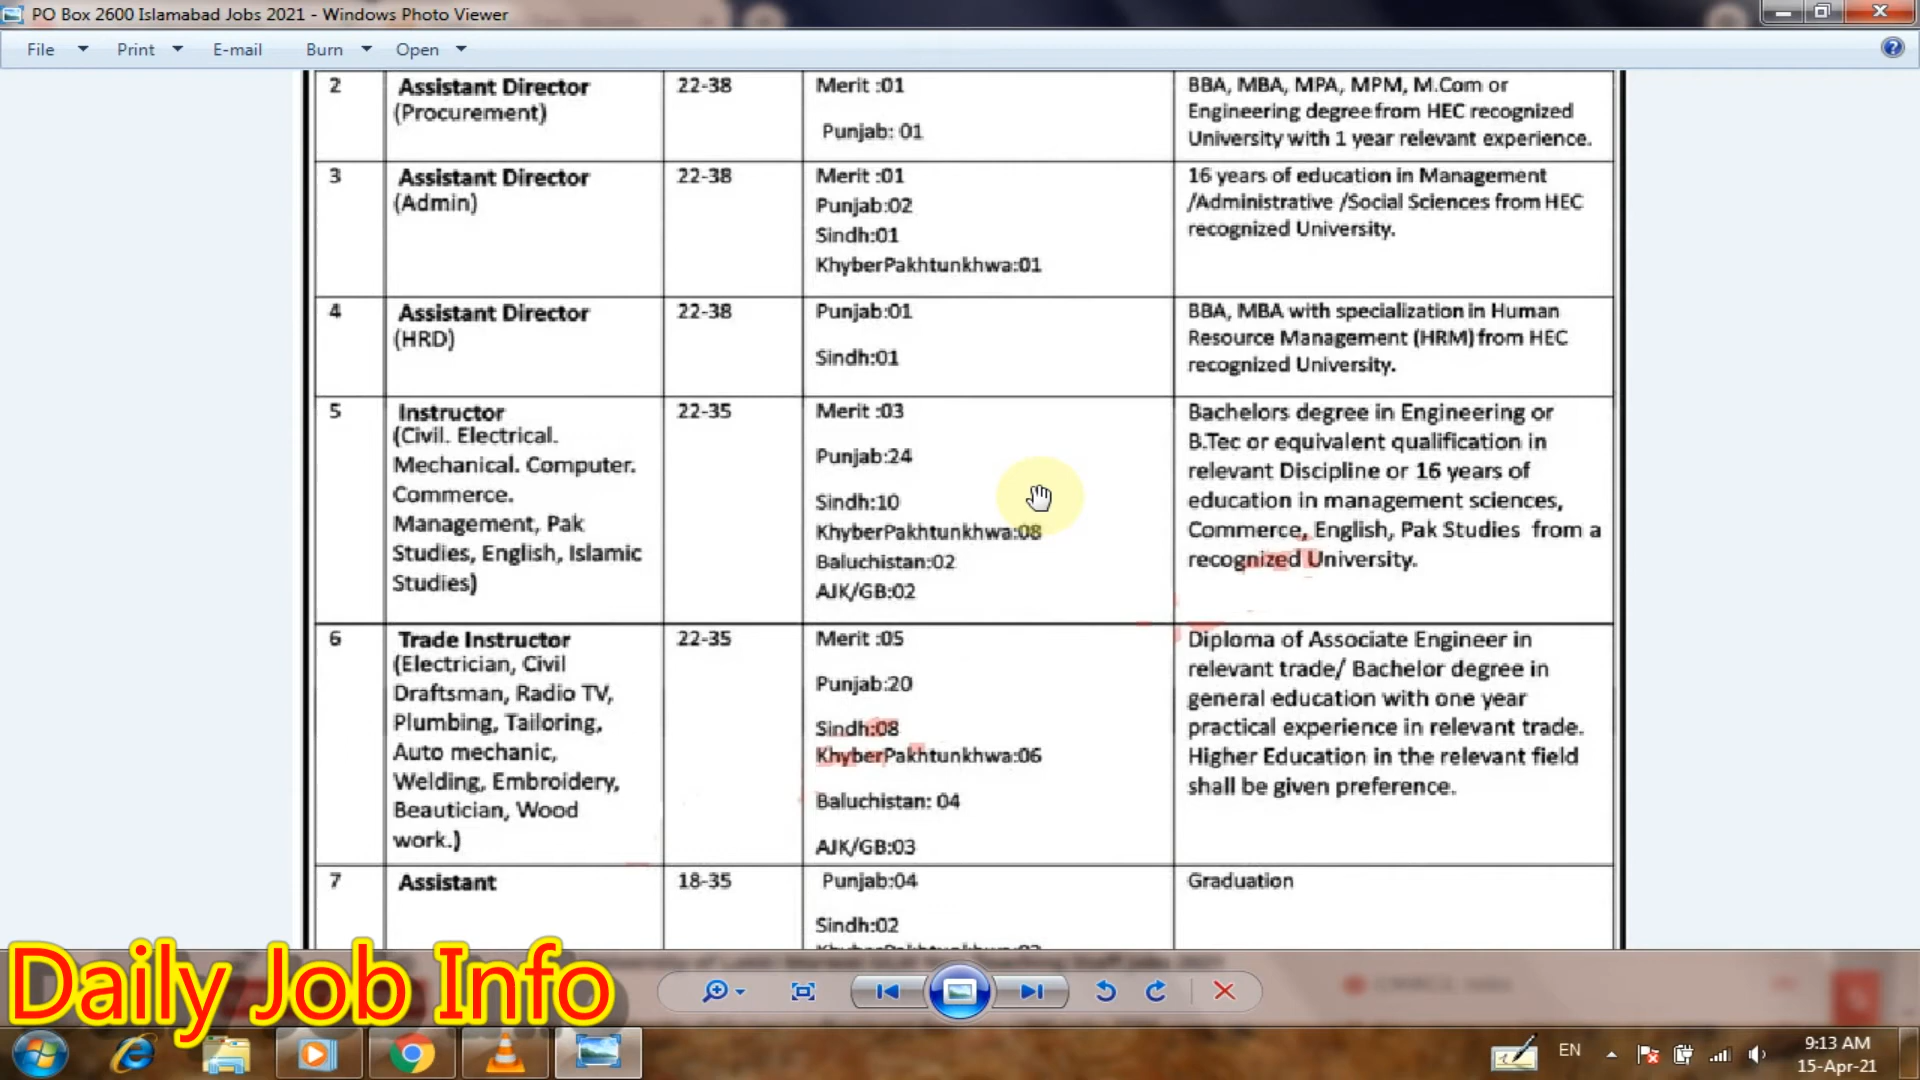 PO Box 2600 Islamabad Jobs 2021 - Windows Photo Viewer
File Print E-mail Burn Open
2 Assistant Director 22-38 Merit :01 BBA, MBA, MPA, MPM, M.Com or
(Procurement) Engineering degree from HEC recognized
Punjab: 01 University with 1 year relevant experience.
3 Assistant Director 22-38 Merit :01 16 years of education in Management
(Admin) Punjab:02 /Administrative /Social Sciences from HEC
Sindh:01 recognized University.
KhyberPakhtunkhwa:01
4 Assistant Director 22-38 Punjab:01 BBA, MBA with specialization in Human
(HRD) Resource Management (HRM) from HEC
Sindh:01 recognized University.
5 Instructor 22-35 Merit :03 Bachelors degree in Engineering or
(Civil. Electrical. B.Tec or equivalent qualification in
Mechanical. Computer. Punjab:24 relevant Discipline or 16 years of
Commerce. Sindh:10 education in management sciences,
Management, Pak KhyberPakhtunkhwa:08 Commerce, English, Pak Studies from a
Studies, English, Islamic Baluchistan:02 recognized University.
Studies) AJK/GB:02
6 Trade Instructor 22-35 Merit :05 Diploma of Associate Engineer in
(Electrician, Civil relevant trade/ Bachelor degree in
Draftsman, Radio TV, Punjab:20 general education with one year
Plumbing, Tailoring, Sindh:08 practical experience in relevant trade.
Auto mechanic, KhyberPakhtunkhwa:06 Higher Education in the relevant field
Welding, Embroidery, shall be given preference.
Beautician, Wood Baluchistan: 04
work.) AJK/GB:03
7 Assistant 18-35 Punjab:04 Graduation
Sindh:02
Daily Job Info
EN
9:13 AM
15-Apr-21